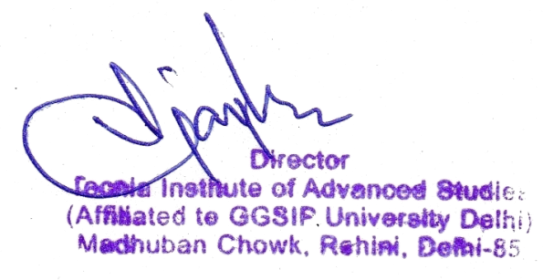 Director
Tecnia Institute of Advanced Studies
(Affiliated to GGSIP University Delhi)
Madhuban Chowk, Rohini, Delhi-85